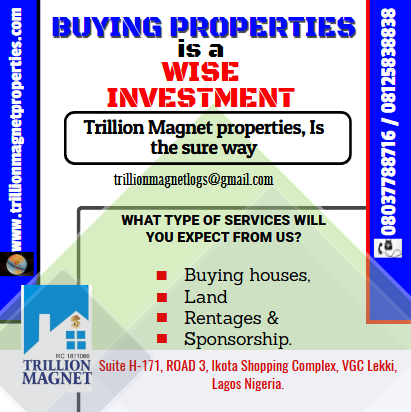 BUYING PROPERTIES
is a
WISE
INVESTMENT
Trillion Magnet properties, Is
the sure way
trillionmagnetlogs@gmail.com
www.trillionmagnetproperties.com
08037788716 / 08125838838
WHAT TYPE OF SERVICES WILL
YOU EXPECT FROM US?
Buying houses,
Land
Rentages &
Sponsorship.
RC 1811066
TRILLION
MAGNET
Suite H-171, ROAD 3, Ikota Shopping Complex, VGC Lekki,
Lagos Nigeria.